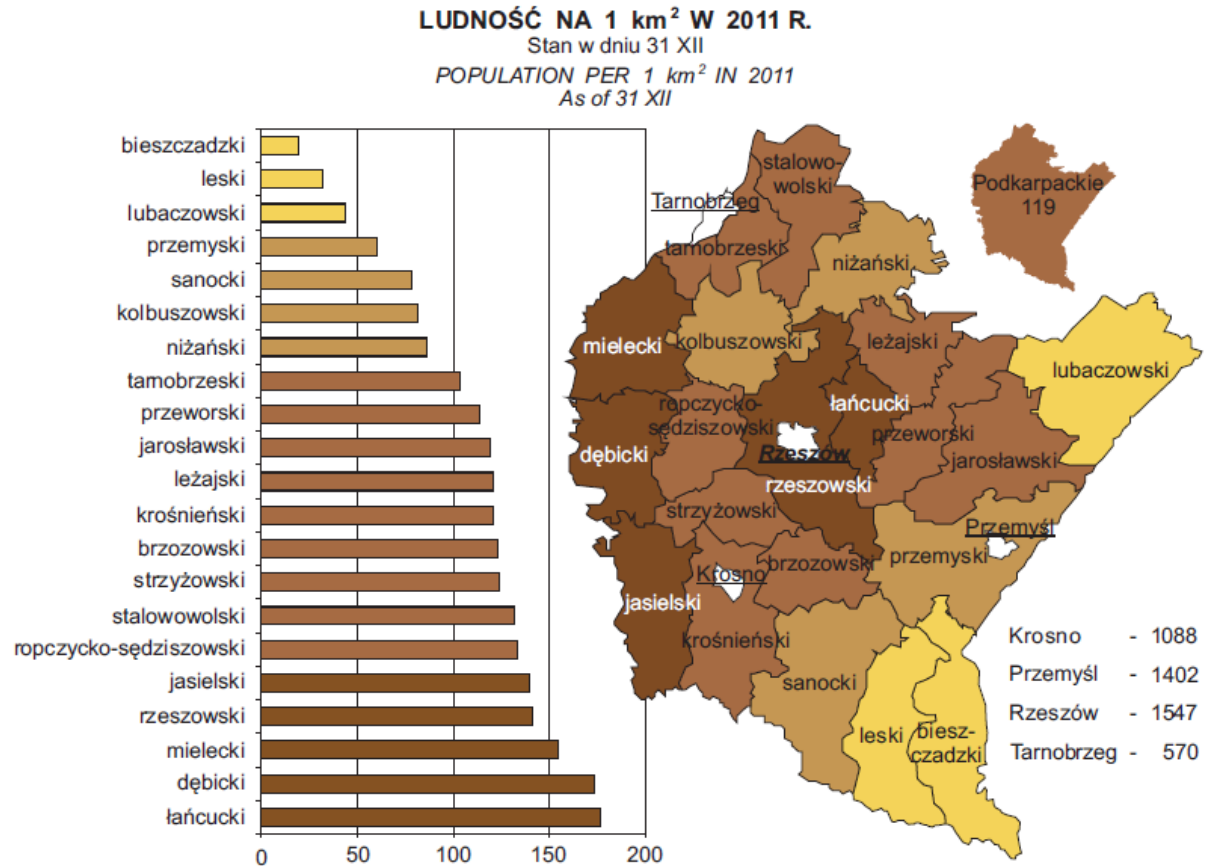 LUDNOŚĆ NA 1 km² W 2011 R.
Stan w dniu 31 XII
POPULATION PER 1 km² IN 2011
As of 31 XII
bieszczadzki
leski
lubaczowski
przemyski
sanocki
kolbuszowski
niżański
tarnobrzeski
przeworski
jarosławski
leżajski
krośnieński
brzozowski
strzyżowski
stalowowolski
ropczycko-sędziszowski
jasielski
rzeszowski
mielecki
dębicki
łańcucki
0 50 100 150 200
stalowo-
wolski
Tarnobrzeg
tarnobrzeski
niżański
Podkarpackie
119
mielecki
kolbuszowski
leżajski
lubaczowski
ropczycko-
sędziszowski
łańcucki
dębicki
Rzeszów
przeworski
jarosławski
rzeszowski
strzyżowski
Przemyśl
przemyski
Krosno
brzozowski
jasielski
krośnieński
sanocki
leski
biesz-
czadzki
Krosno - 1088
Przemyśl - 1402
Rzeszów - 1547
Tarnobrzeg - 570